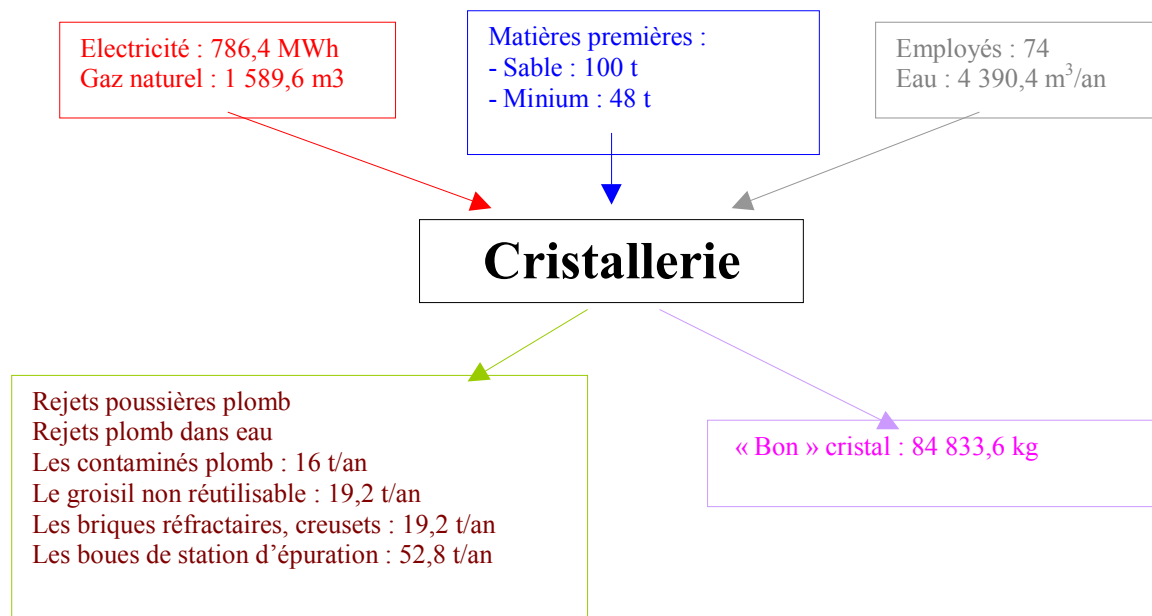 Electricité : 786,4 MWh
Gaz naturel : 1 589,6 m3
Matières premières :
- Sable : 100 t
- Minium : 48 t
Employés : 74
Eau : 4 390,4 m³/an
Cristallerie
Rejets poussières plomb
Rejets plomb dans eau
Les contaminés plomb : 16 t/an
Le groisil non réutilisable : 19,2 t/an
Les briques réfractaires, creusets : 19,2 t/an
Les boues de station d’épuration : 52,8 t/an
« Bon » cristal : 84 833,6 kg